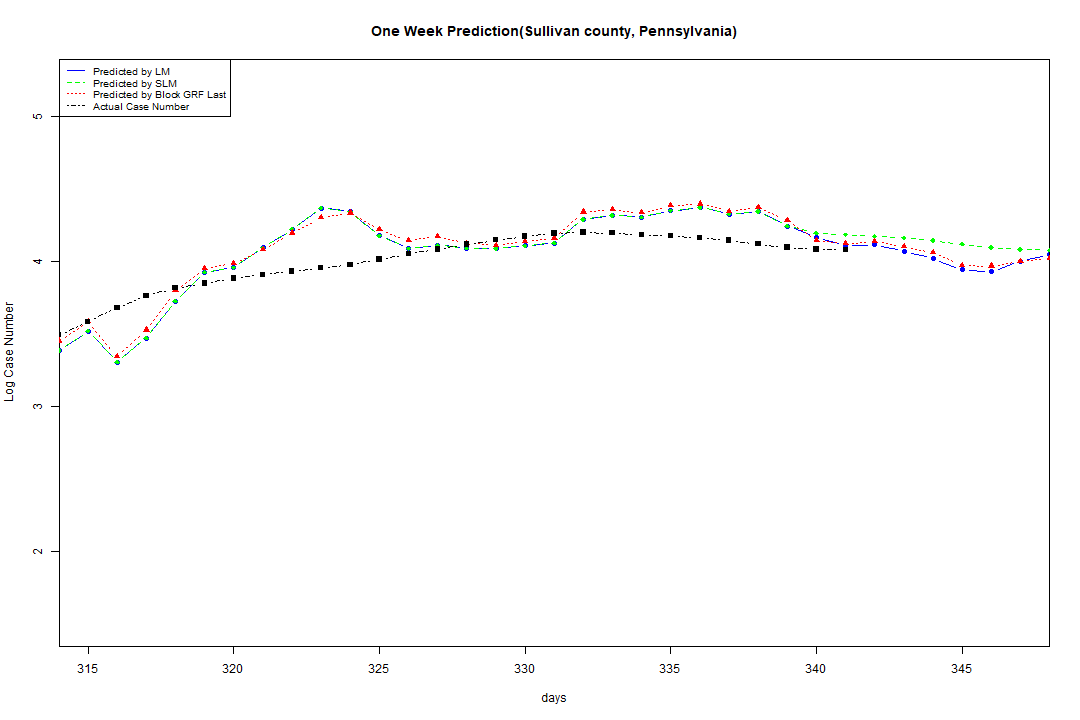 One Week Prediction(Sullivan county, Pennsylvania)
Predicted by LM
Predicted by SLM
Predicted by Block GRF Last
Actual Case Number
5
4
3
2
Log Case Number
315 320 325 330 335 340 345
days